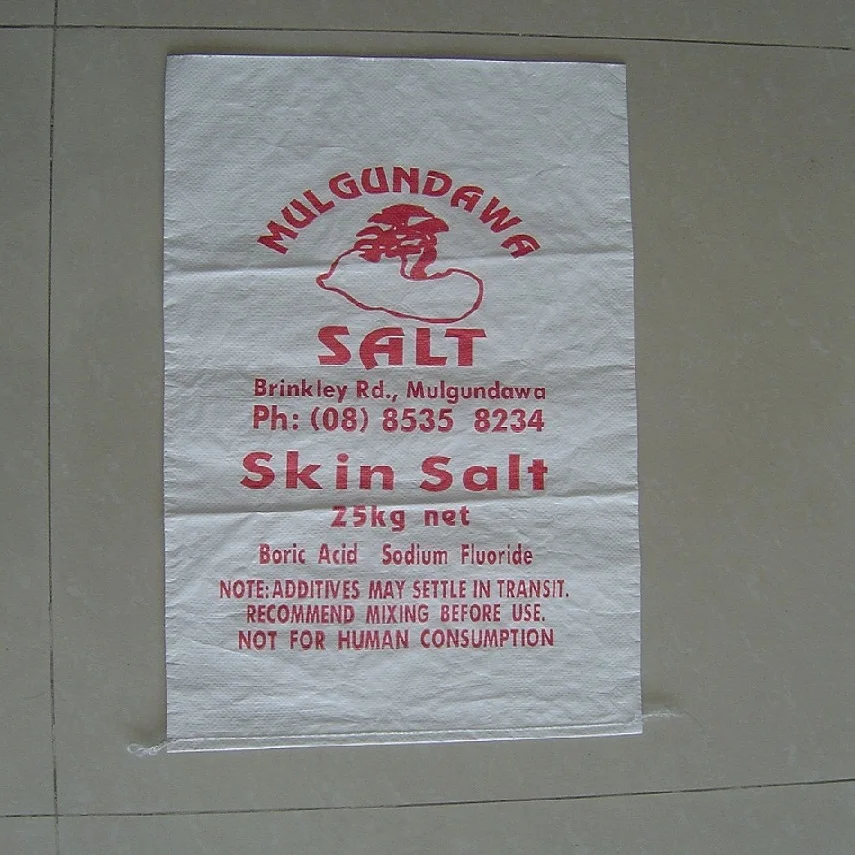 MULGUNDAWA
SALT
Brinkley Rd., Mulgundawa
Ph: (08) 8535 8234
Skin Salt
25kg net
Boric Acid Sodium Fluoride
NOTE: ADDITIVES MAY SETTLE IN TRANSIT.
RECOMMEND MIXING BEFORE USE.
NOT FOR HUMAN CONSUMPTION